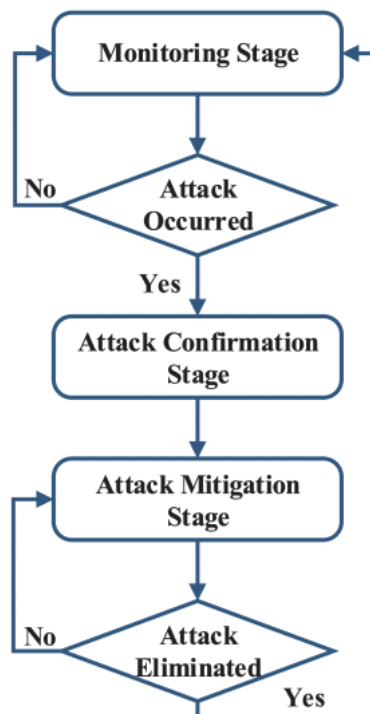 Monitoring Stage
No
Attack
Occurred
Yes
Attack Confirmation
Stage
Attack Mitigation
Stage
No
Attack
Eliminated
Yes